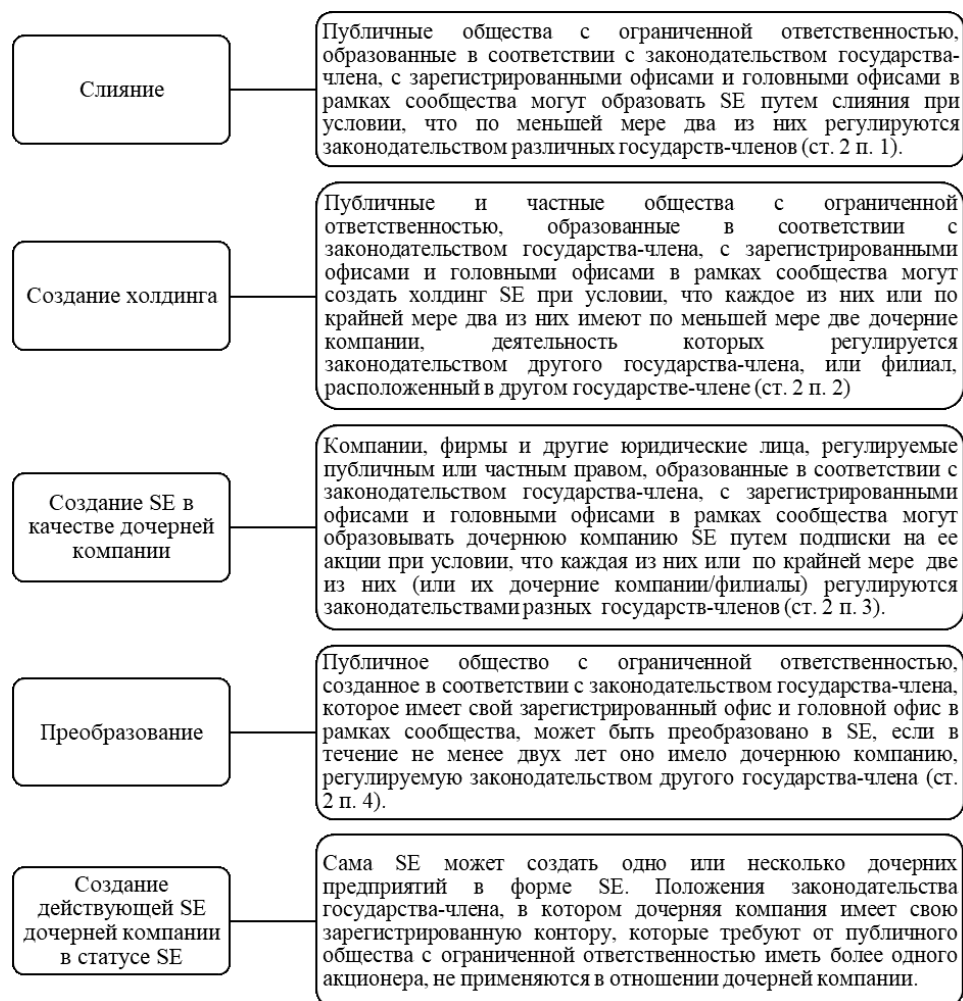 Слияние
Публичные общества с ограниченной ответственностью,
образованные в соответствии с законодательством государства-
члена, с зарегистрированными офисами и головными офисами в
рамках сообщества могут образовать SE путем слияния при
условии, что по меньшей мере два из них регулируются
законодательством различных государств-членов (ст. 2 п. 1).
Создание холдинга
Публичные и частные общества с ограниченной
ответственностью, образованные в соответствии с
законодательством государства-члена, с зарегистрированными
офисами и головными офисами в рамках сообщества могут
создать холдинг SE при условии, что каждое из них или по
крайней мере два из них имеют по меньшей мере две дочерние
компании, деятельность которых регулируется
законодательством другого государства-члена, или филиал,
расположенный в другом государстве-члене (ст. 2 п. 2)
Создание SE в
качестве дочерней
компании
Компании, фирмы и другие юридические лица, регулируемые
публичным или частным правом, образованные в соответствии с
законодательством государства-члена, с зарегистрированными
офисами и головными офисами в рамках сообщества могут
образовывать дочернюю компанию SE путем подписки на ее
акции при условии, что каждая из них или по крайней мере две
из них (или их дочерние компании/филиалы) регулируются
законодательствами разных государств-членов (ст. 2 п. 3).
Преобразование
Публичное общество с ограниченной ответственностью,
созданное в соответствии с законодательством государства-члена,
которое имеет свой зарегистрированный офис и головной офис в
рамках сообщества, может быть преобразовано в SE, если в
течение не менее двух лет оно имело дочернюю компанию,
регулируемую законодательством другого государства-члена (ст.
2 п. 4).
Создание
действующей SE
дочерней компании
в статусе SE
Сама SE может создать одно или несколько дочерних
предприятий в форме SE. Положения законодательства
государства-члена, в котором дочерняя компания имеет свою
зарегистрированную контору, которые требуют от публичного
общества с ограниченной ответственностью иметь более одного
акционера, не применяются в отношении дочерней компании.